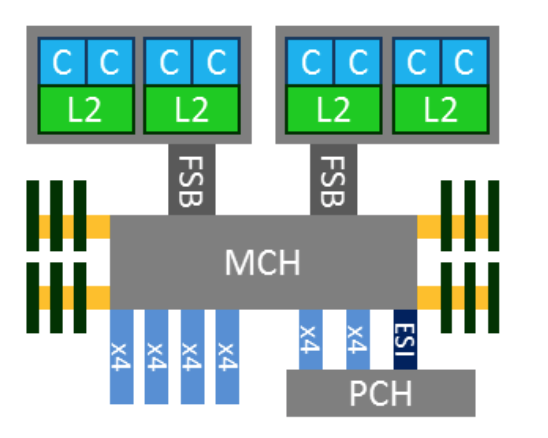 C C C C C C C C
L2 L2 L2 L2
FSB FSB
MCH
x4 x4 x4 x4 x4 x4 ESI
PCH